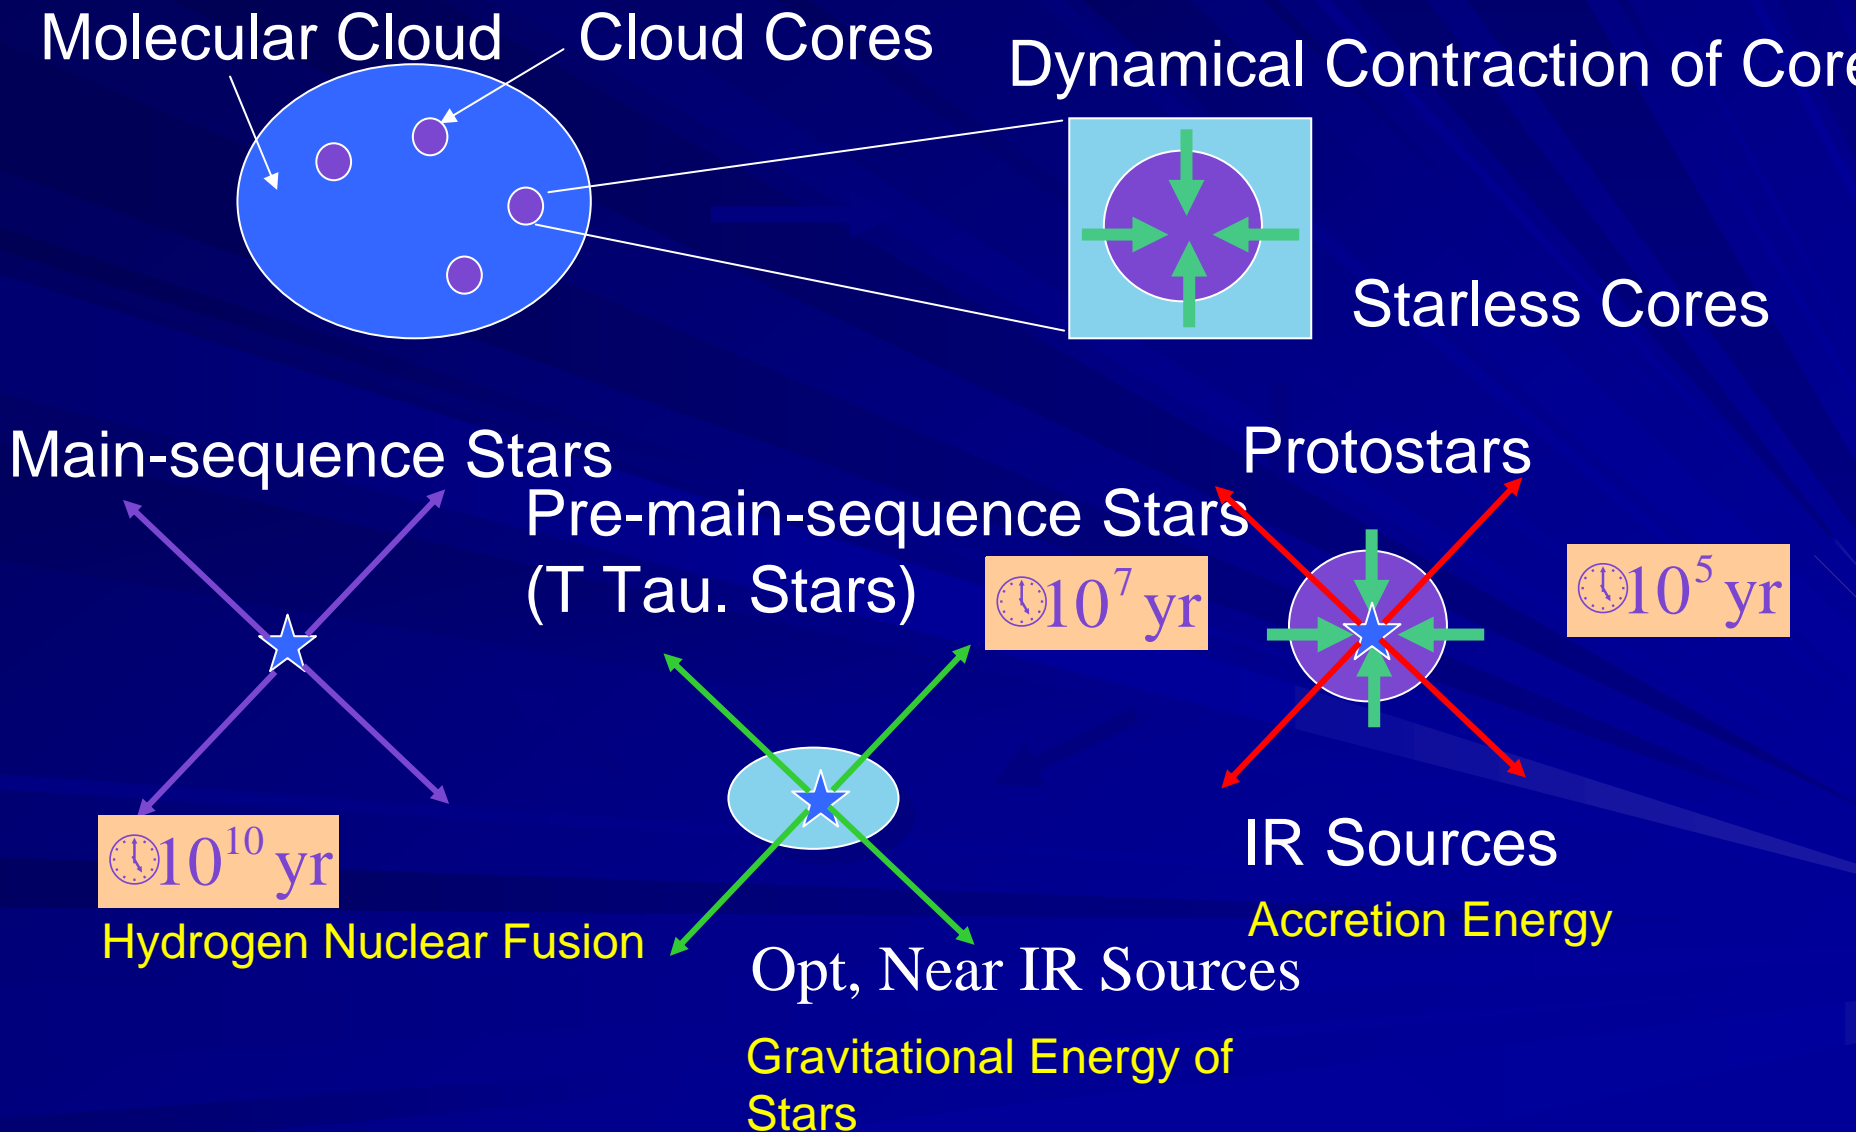 Molecular Cloud
Cloud Cores
Dynamical Contraction of Core
Starless Cores
Main-sequence Stars
Pre-main-sequence Stars
(T Tau. Stars)
🕔10⁷ yr
Protostars
🕔10⁵ yr
🕔10¹⁰ yr
Hydrogen Nuclear Fusion
IR Sources
Accretion Energy
Opt, Near IR Sources
Gravitational Energy of
Stars